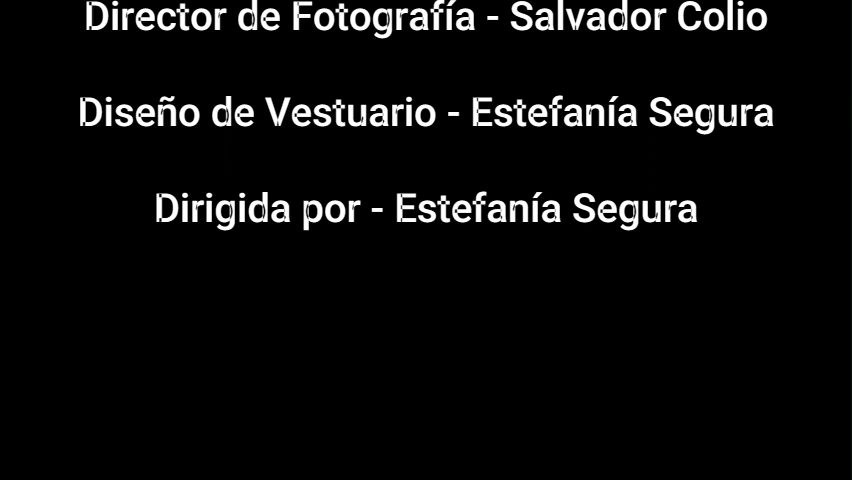 Director de Fotografía - Salvador Colio
Diseño de Vestuario - Estefanía Segura
Dirigida por - Estefanía Segura